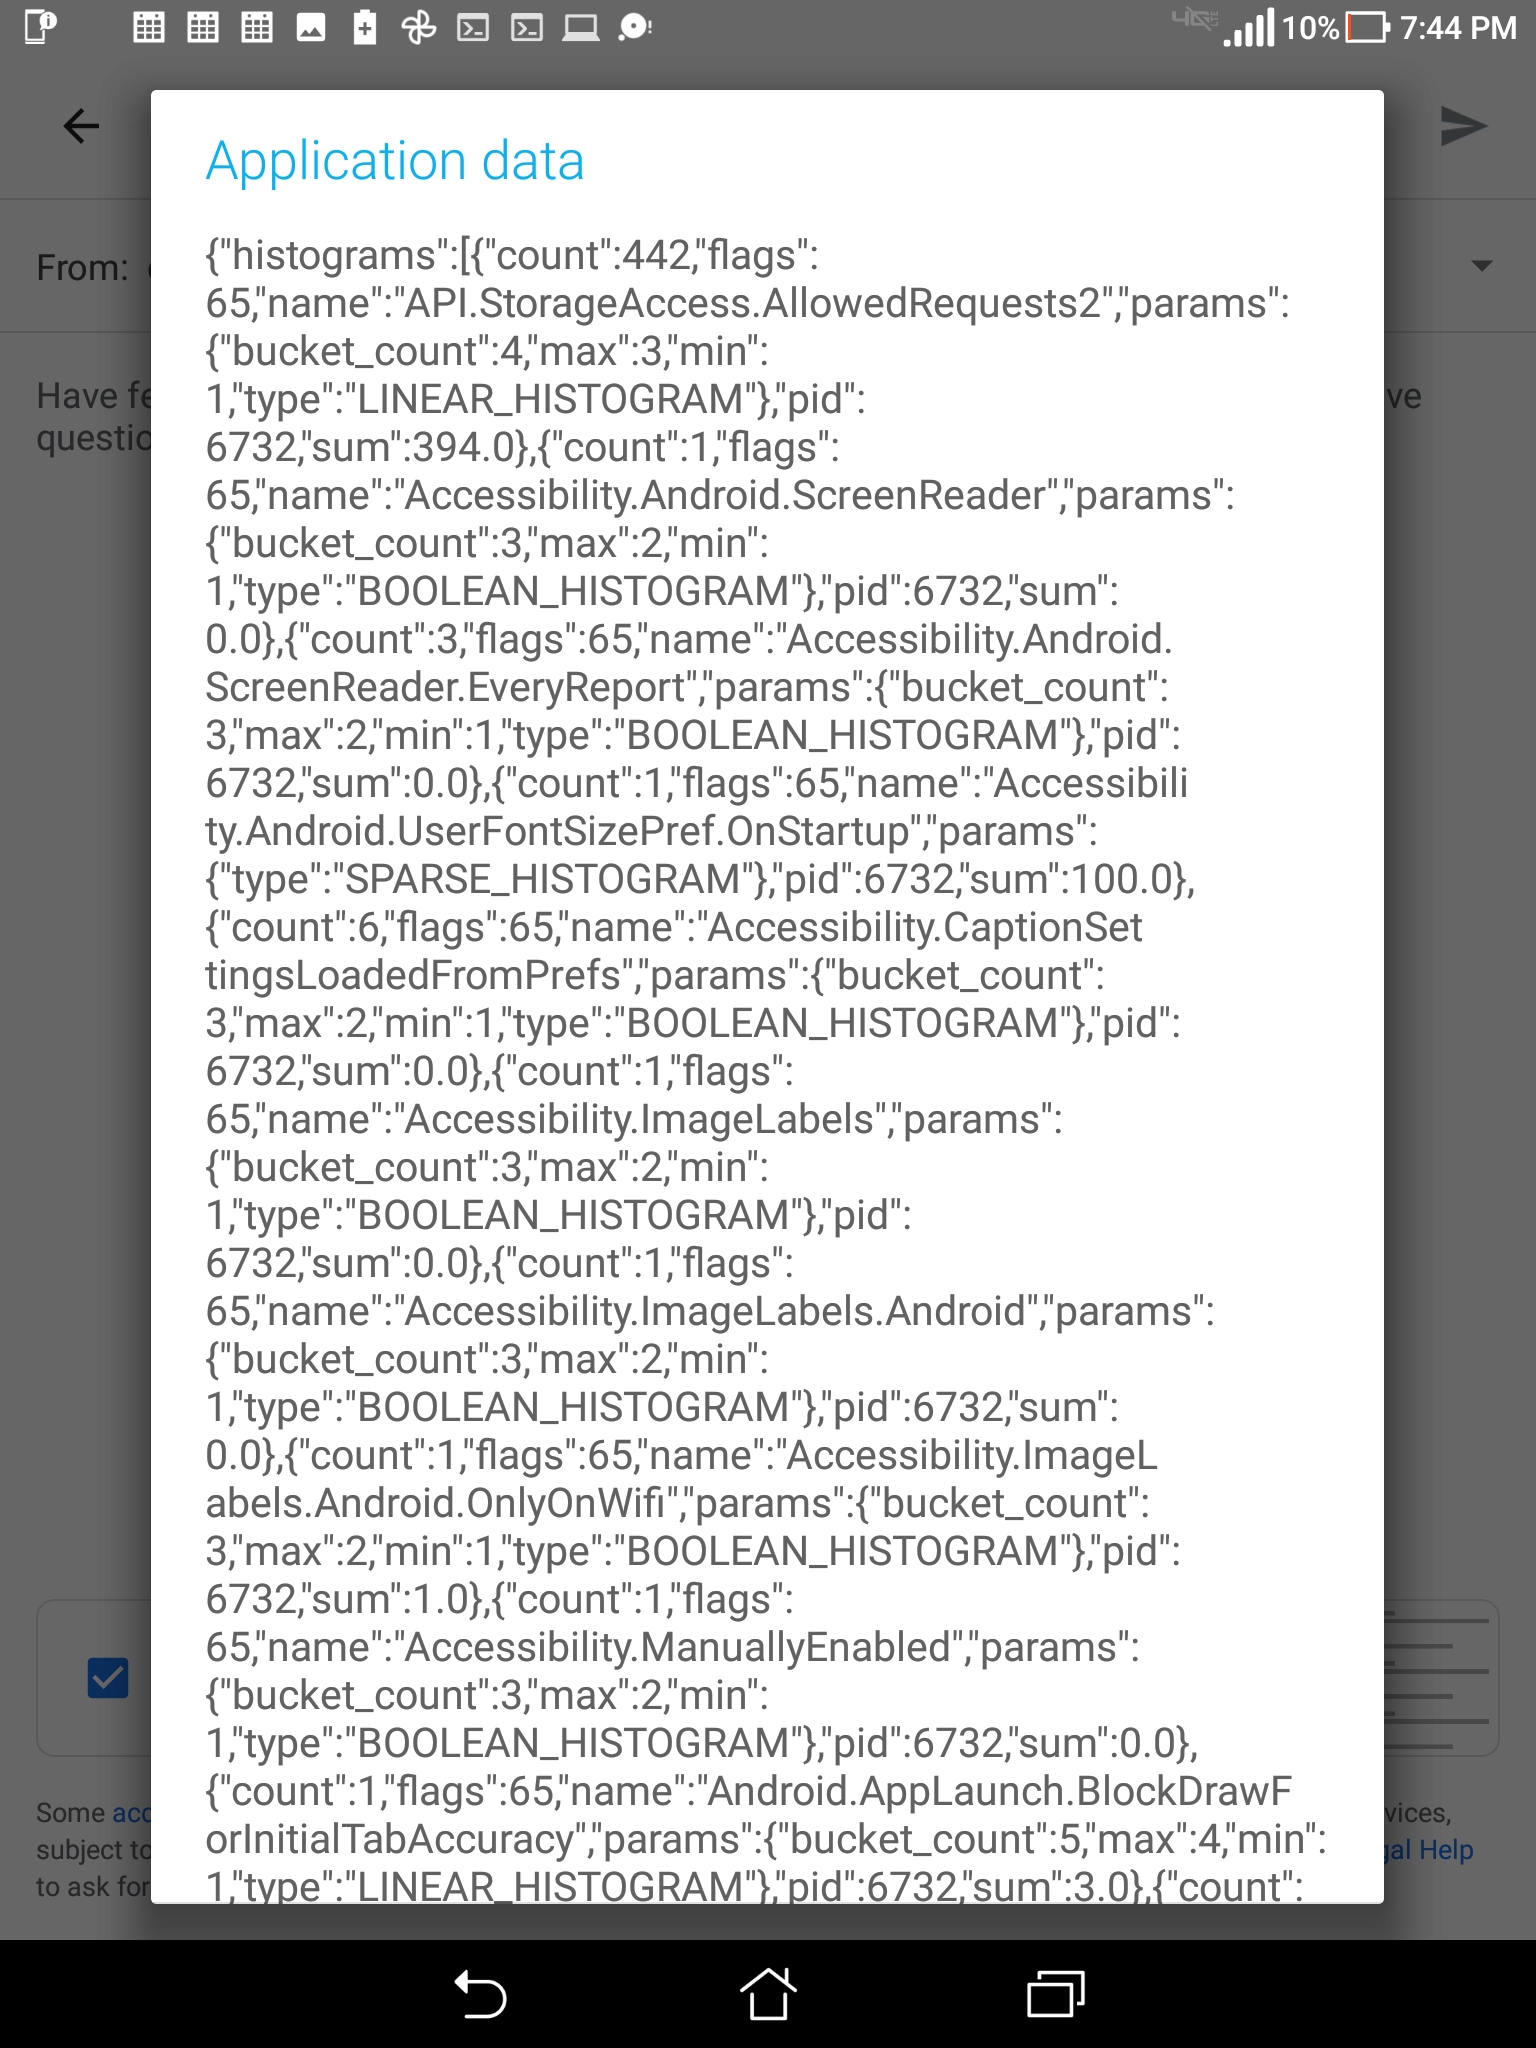 10% 7:44 PM
Application data
From:
Have fe
ve
questio
{"histograms":[{"count":442,"flags":
65,"name":"API.StorageAccess.AllowedRequests2","params":
{"bucket_count":4,"max":3,"min":
1,"type":"LINEAR_HISTOGRAM"},"pid":
6732,"sum":394.0},{"count":1,"flags":
65,"name":"Accessibility.Android.ScreenReader","params":
{"bucket_count":3,"max":2,"min":
1,"type":"BOOLEAN_HISTOGRAM"},"pid":6732,"sum":
0.0},{"count":3,"flags":65,"name":"Accessibility.Android.
ScreenReader.EveryReport","params":{"bucket_count":
3,"max":2,"min":1,"type":"BOOLEAN_HISTOGRAM"},"pid":
6732,"sum":0.0},{"count":1,"flags":65,"name":"Accessibili
ty.Android.UserFontSizePref.OnStartup","params":
{"type":"SPARSE_HISTOGRAM"},"pid":6732,"sum":100.0},
{"count":6,"flags":65,"name":"Accessibility.CaptionSet
tingsLoadedFromPrefs","params":{"bucket_count":
3,"max":2,"min":1,"type":"BOOLEAN_HISTOGRAM"},"pid":
6732,"sum":0.0},{"count":1,"flags":
65,"name":"Accessibility.ImageLabels","params":
{"bucket_count":3,"max":2,"min":
1,"type":"BOOLEAN_HISTOGRAM"},"pid":
6732,"sum":0.0},{"count":1,"flags":
65,"name":"Accessibility.ImageLabels.Android","params":
{"bucket_count":3,"max":2,"min":
1,"type":"BOOLEAN_HISTOGRAM"},"pid":6732,"sum":
0.0},{"count":1,"flags":65,"name":"Accessibility.ImageL
abels.Android.OnlyOnWifi","params":{"bucket_count":
3,"max":2,"min":1,"type":"BOOLEAN_HISTOGRAM"},"pid":
6732,"sum":1.0},{"count":1,"flags":
65,"name":"Accessibility.ManuallyEnabled","params":
{"bucket_count":3,"max":2,"min":
1,"type":"BOOLEAN_HISTOGRAM"},"pid":6732,"sum":0.0},
{"count":1,"flags":65,"name":"Android.AppLaunch.BlockDrawF
orInitialTabAccuracy","params":{"bucket_count":5,"max":4,"min":
1,"type":"LINEAR_HISTOGRAM"},"pid":6732,"sum":3.0},{"count":
Some acc
vices,
subject to
gal Help
to ask for